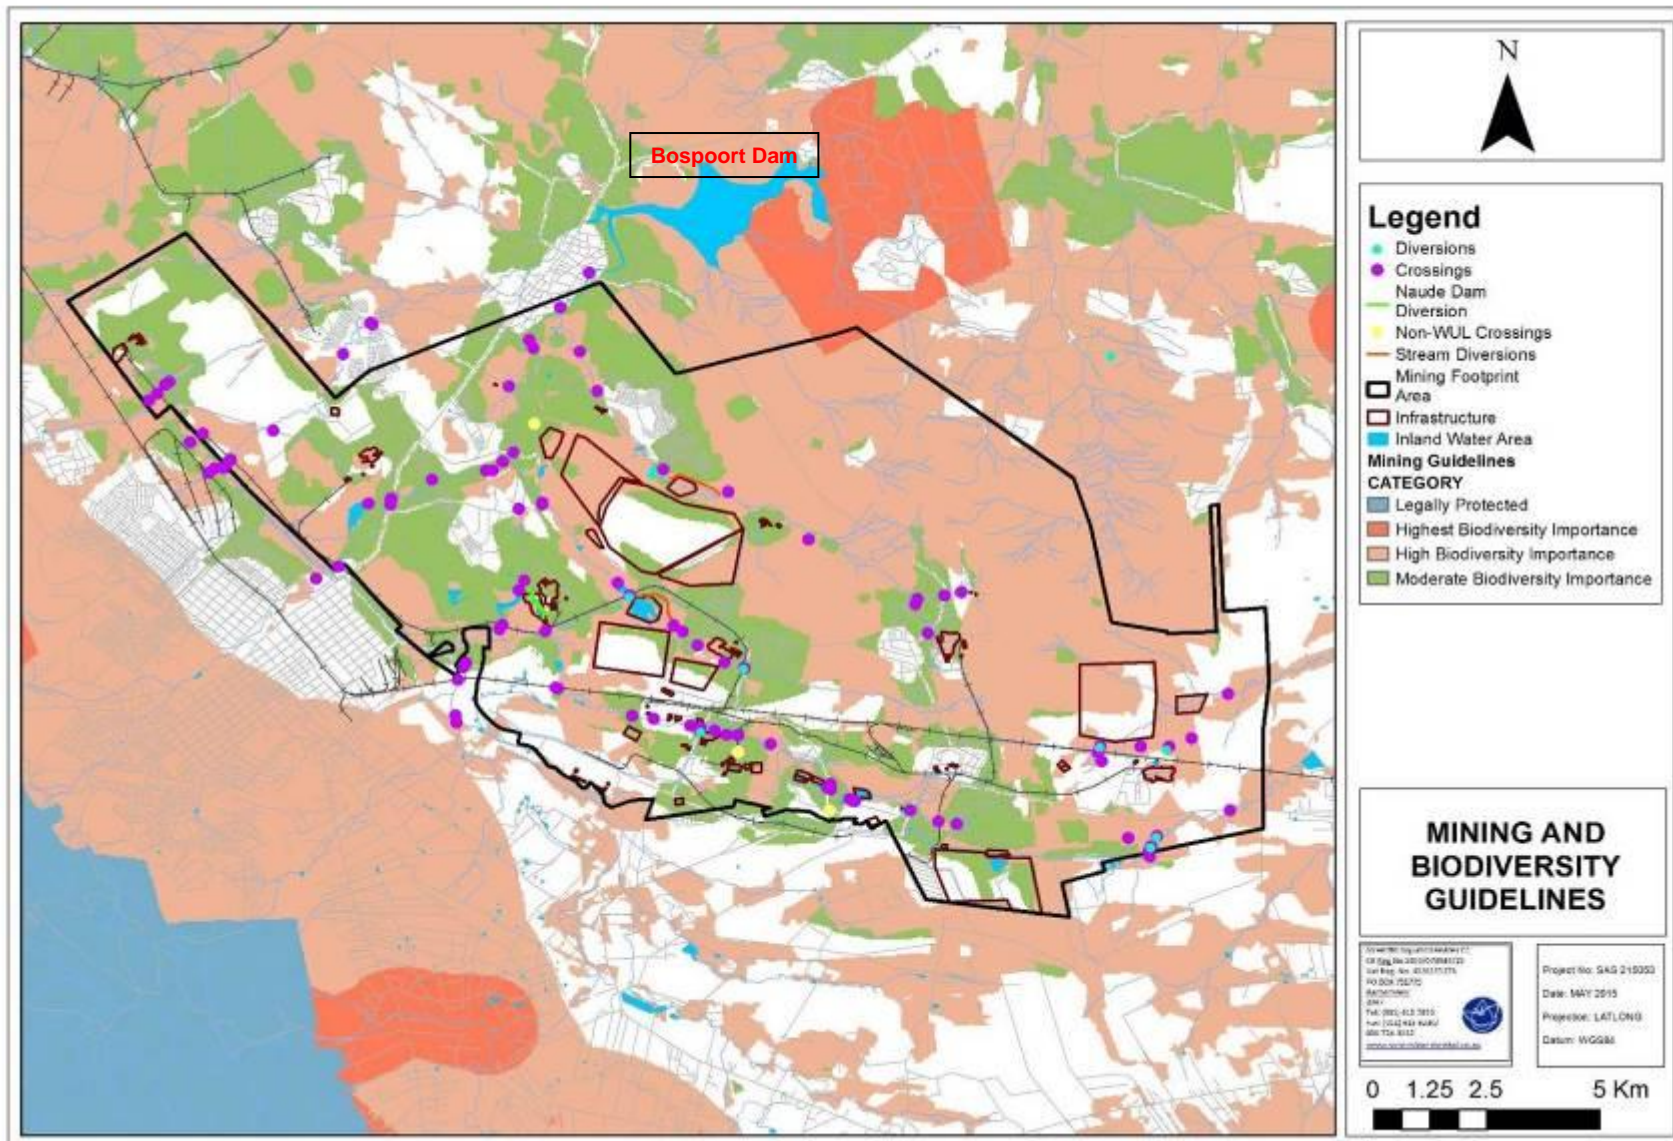 Bospoort Dam
N
Legend
Diversions
Crossings
Naude Dam
Diversion
Non-WUL Crossings
Stream Diversions
Mining Footprint
Area
Infrastructure
Inland Water Area
Mining Guidelines
CATEGORY
Legally Protected
Highest Biodiversity Importance
High Biodiversity Importance
Moderate Biodiversity Importance
MINING AND
BIODIVERSITY
GUIDELINES
Project No: SAS 215053
Date: MAY 2015
Projection: LATLONG
Datum: WGS84
0 1.25 2.5 5 Km